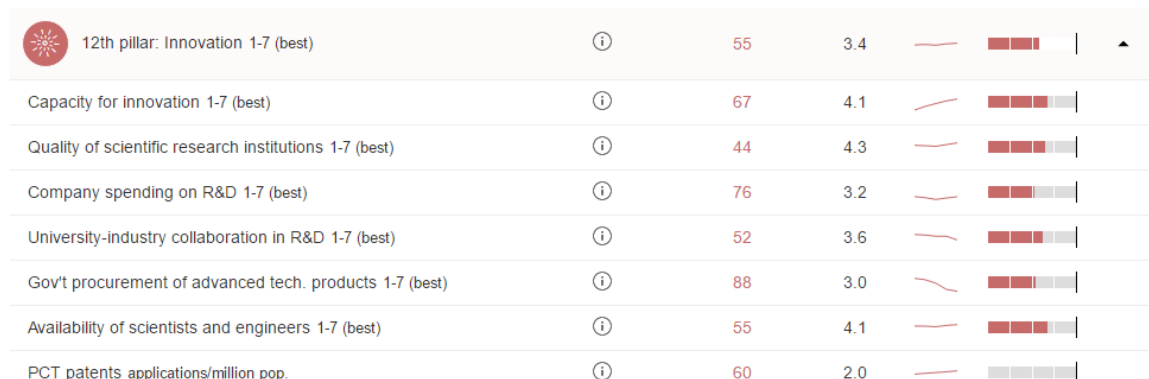 12th pillar: Innovation 1-7 (best) i 55 3.4
Capacity for innovation 1-7 (best) i 67 4.1
Quality of scientific research institutions 1-7 (best) i 44 4.3
Company spending on R&D 1-7 (best) i 76 3.2
University-industry collaboration in R&D 1-7 (best) i 52 3.6
Gov't procurement of advanced tech. products 1-7 (best) i 88 3.0
Availability of scientists and engineers 1-7 (best) i 55 4.1
PCT patents applications/million pop. i 60 2.0